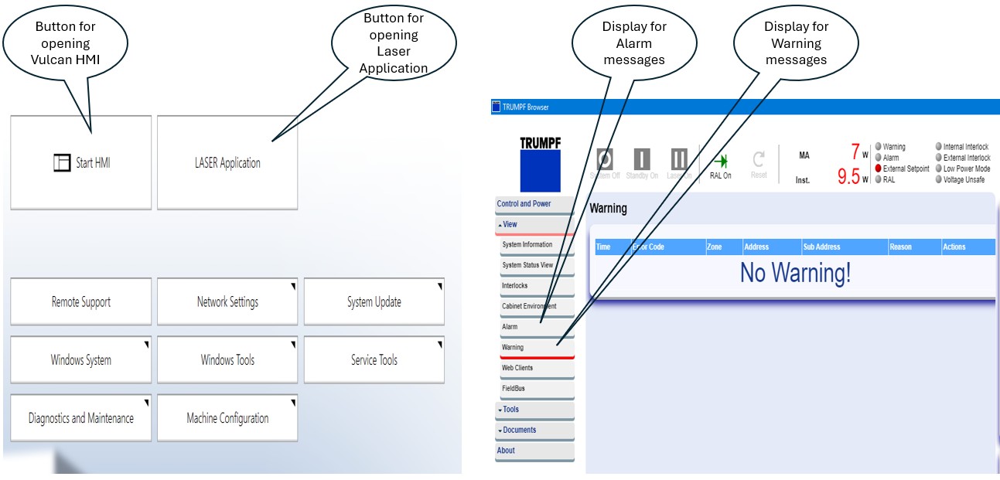 Button for
opening
Vulcan HMI
Button for
opening
Laser
Application
Start HMI
LASER Application
Remote Support
Network Settings
System Update
Windows System
Windows Tools
Service Tools
Diagnostics and Maintenance
Machine Configuration
Display for
Alarm
messages
Display for
Warning
messages
TRUMPF Browser
TRUMPF
System Off
Standby On
Laser On
RAL On
Reset
MA
7 W
Inst.
9.5 W
Warning
Alarm
External Setpoint
RAL
Internal Interlock
External Interlock
Low Power Mode
Voltage Unsafe
Control and Power
View
System Information
System Status View
Interlocks
Cabinet Environment
Alarm
Warning
Web Clients
FieldBus
Tools
Documents
About
Warning
Time Error Code Zone Address Sub Address Reason Actions
No Warning!